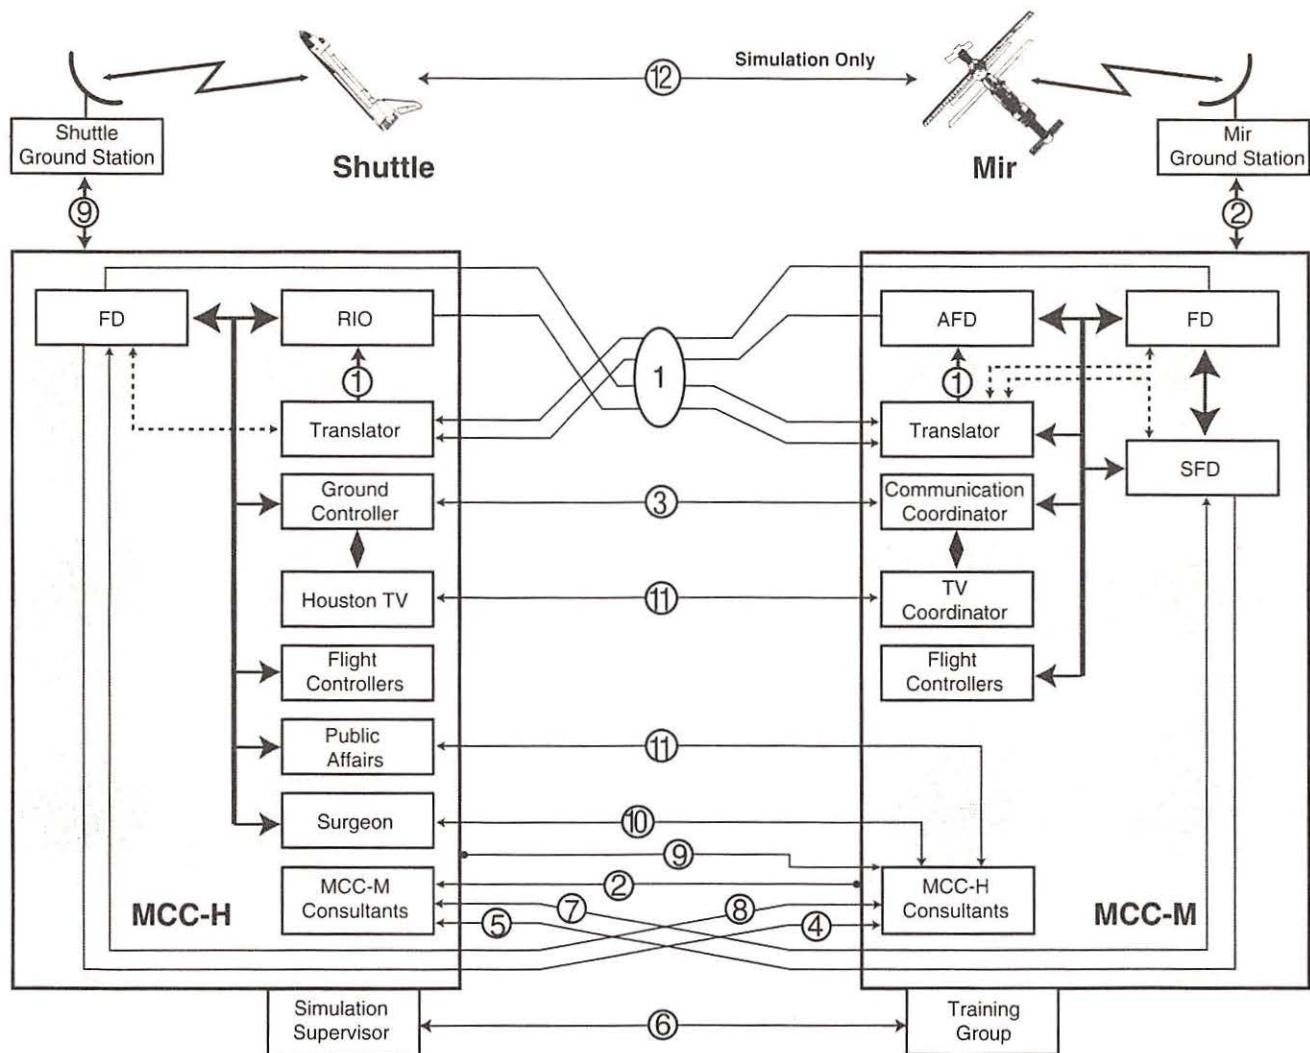 Simulation Only
12
Shuttle
Ground Station
Shuttle
Mir
Mir
Ground Station
9
2
FD
RIO
AFD
FD
1
1
1
Translator
Translator
SFD
Ground
Controller
3
Communication
Coordinator
Houston TV
11
TV
Coordinator
Flight
Controllers
Flight
Controllers
Public
Affairs
11
Surgeon
10
9
MCC-M
Consultants
2
MCC-H
Consultants
7
8
MCC-H
5
4
MCC-M
Simulation
Supervisor
6
Training
Group